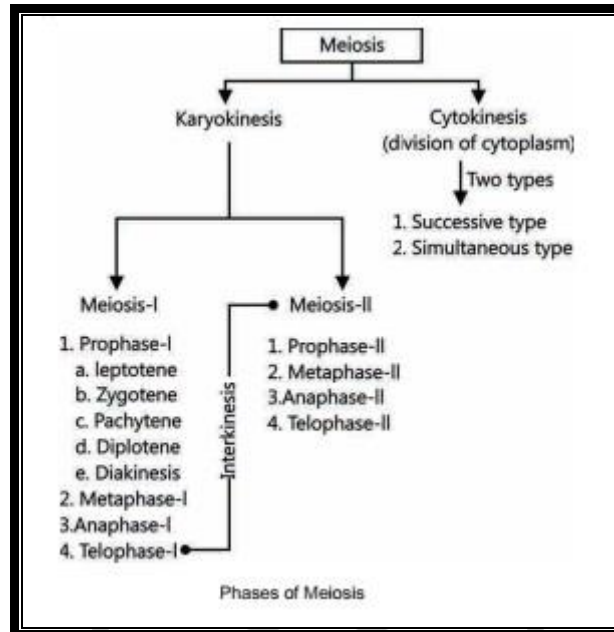 Meiosis
Karyokinesis
Cytokinesis
(division of cytoplasm)
Two types
1. Successive type
2. Simultaneous type
Meiosis-I
1. Prophase-I
a. leptotene
b. Zygotene
c. Pachytene
d. Diplotene
e. Diakinesis
2. Metaphase-I
3.Anaphase-I
4. Telophase-I
Interkinesis
Meiosis-II
1. Prophase-II
2. Metaphase-II
3.Anaphase-II
4. Telophase-II
Phases of Meiosis